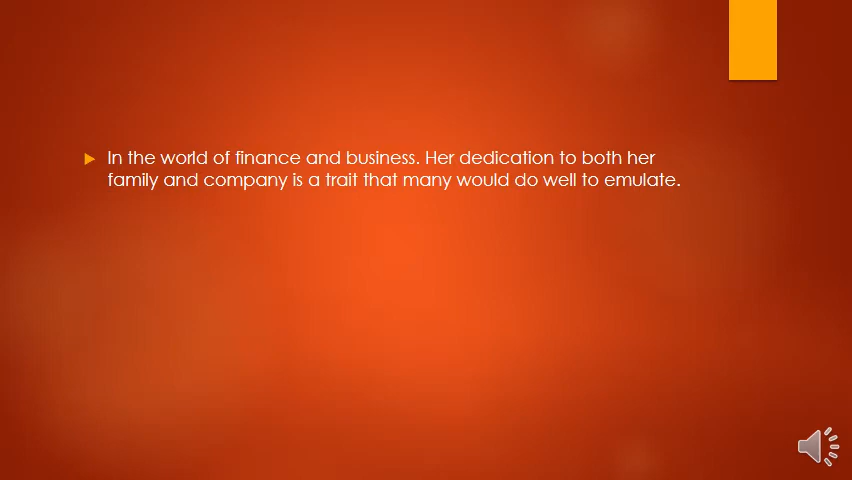 In the world of finance and business. Her dedication to both her
family and company is a trait that many would do well to emulate.